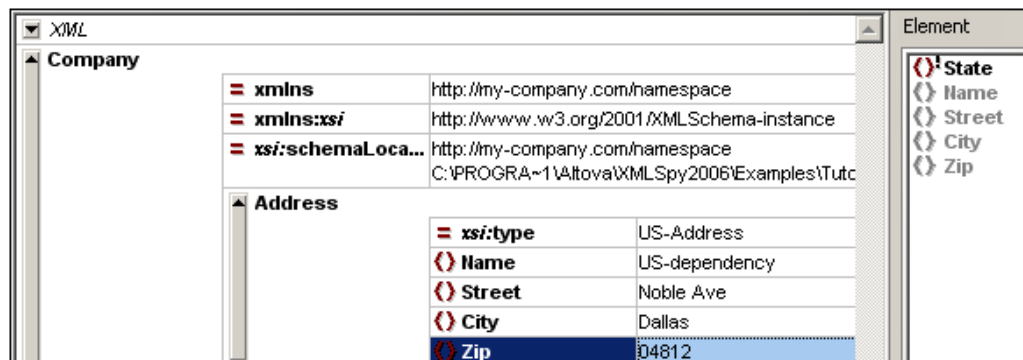 XML
Element
Company
= xmlns http://my-company.com/namespace
= xmlns:xsi http://www.w3.org/2001/XMLSchema-instance
= xsi:schemaLoca... http://my-company.com/namespace
C:\PROGRA~1\Altova\XMLSpy2006\Examples\Tuto
Address
= xsi:type US-Address
() Name US-dependency
() Street Noble Ave
() City Dallas
() Zip 04812
()! State
() Name
() Street
() City
() Zip